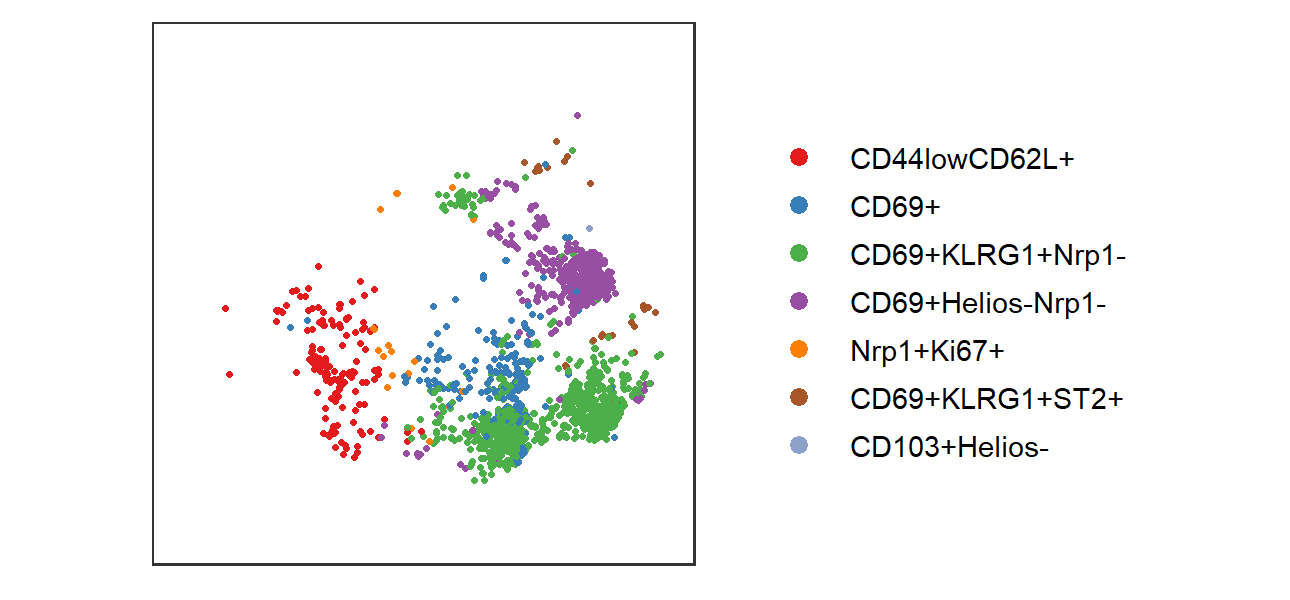 CD44lowCD62L+
CD69+
CD69+KLRG1+Nrp1-
CD69+Helios-Nrp1-
Nrp1+Ki67+
CD69+KLRG1+ST2+
CD103+Helios-